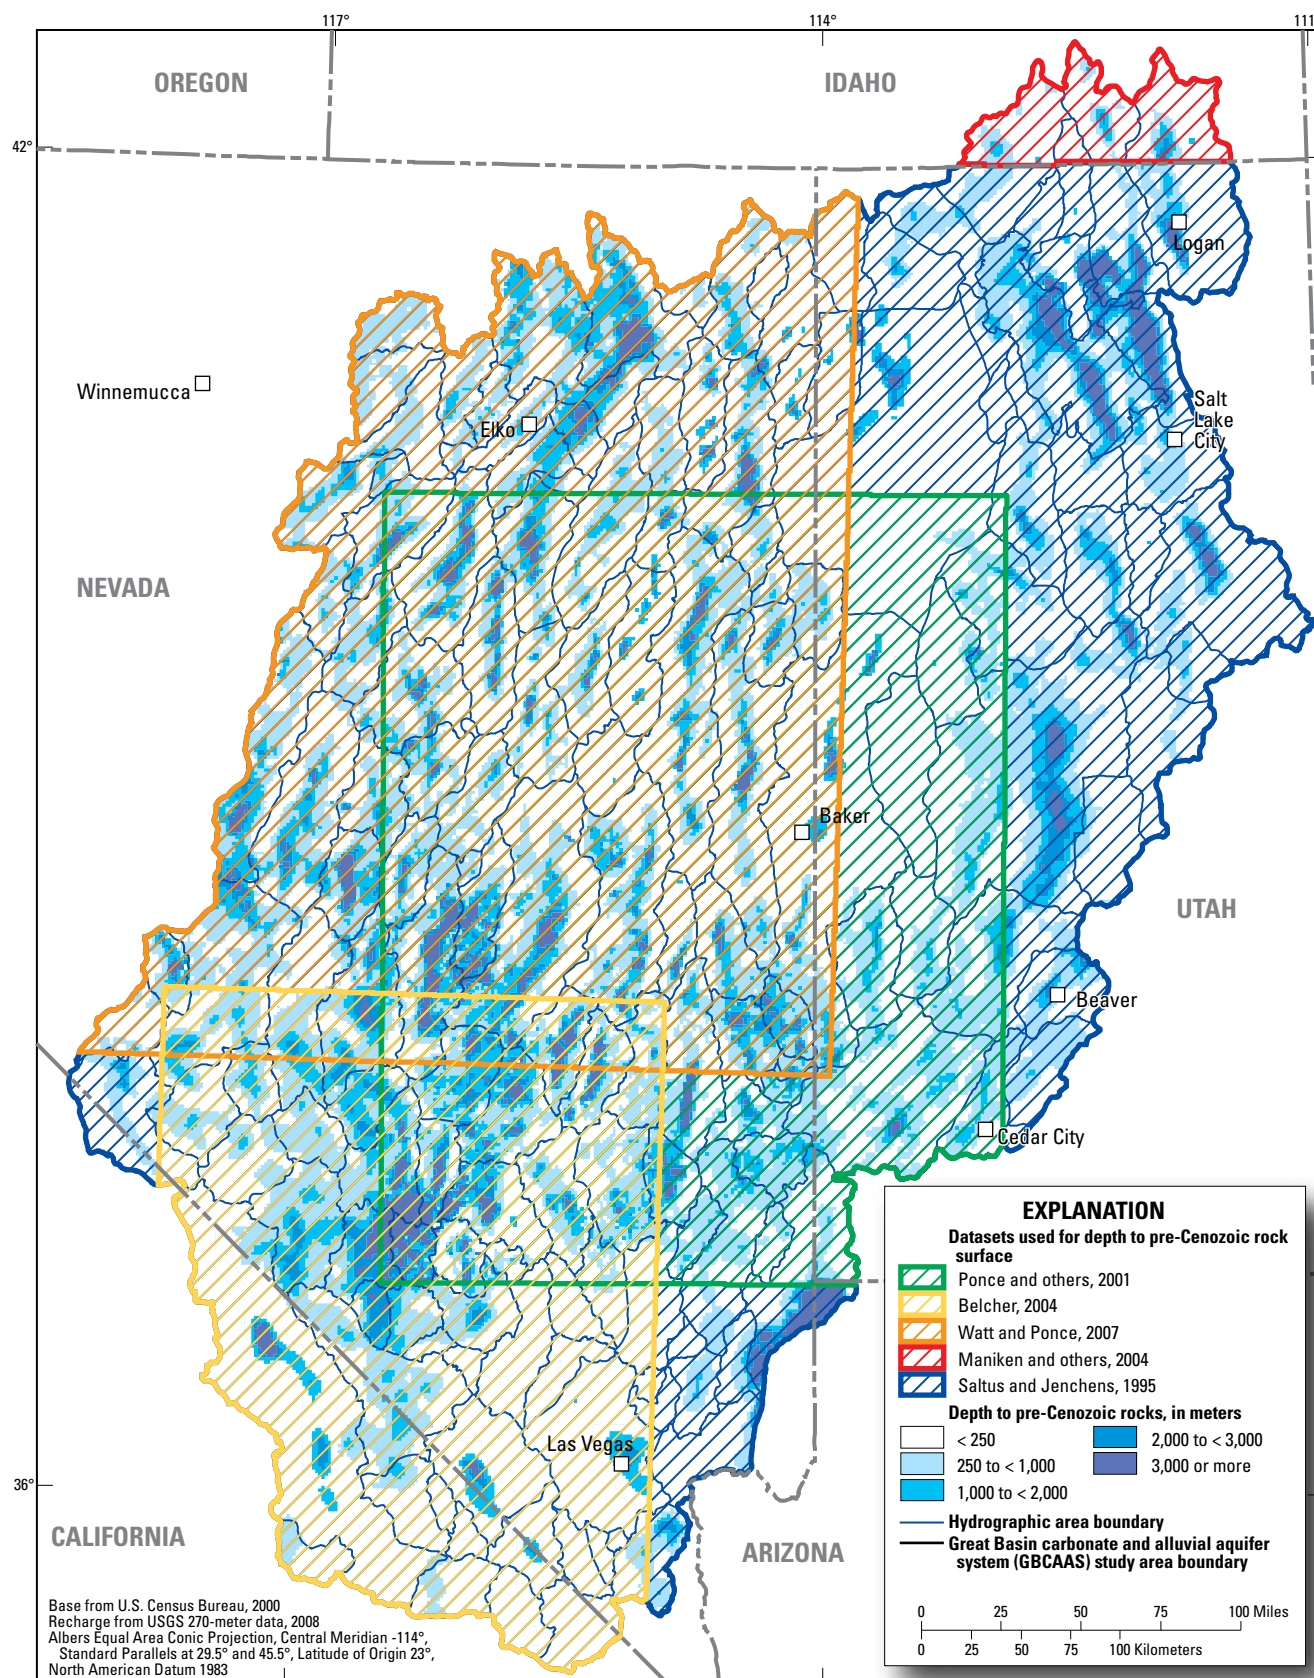 117°
114°
111
OREGON
IDAHO
42°
Logan
Winnemucca
Elko
Salt
Lake
City
NEVADA
Baker
UTAH
Beaver
Cedar City
EXPLANATION
Datasets used for depth to pre-Cenozoic rock
surface
Ponce and others, 2001
Belcher, 2004
Watt and Ponce, 2007
Maniken and others, 2004
Saltus and Jenchens, 1995
Depth to pre-Cenozoic rocks, in meters
< 250
2,000 to < 3,000
250 to < 1,000
3,000 or more
1,000 to < 2,000
Hydrographic area boundary
Great Basin carbonate and alluvial aquifer
system (GBCAAS) study area boundary
0 25 50 75 100 Miles
0 25 50 75 100 Kilometers
Las Vegas
36°
CALIFORNIA
ARIZONA
Base from U.S. Census Bureau, 2000
Recharge from USGS 270-meter data, 2008
Albers Equal Area Conic Projection, Central Meridian -114°,
Standard Parallels at 29.5° and 45.5°, Latitude of Origin 23°,
North American Datum 1983